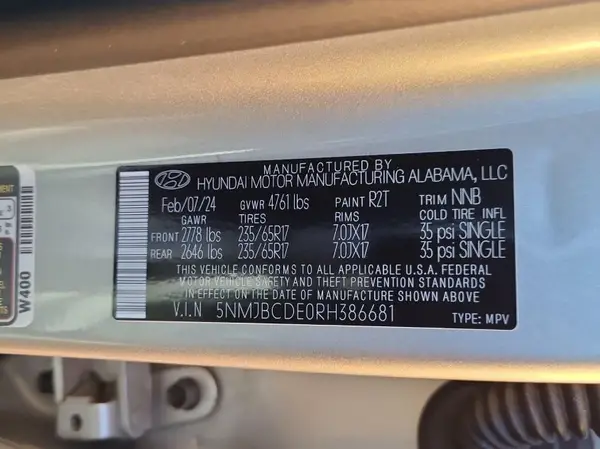 MANUFACTURED BY
HYUNDAI MOTOR MANUFACTURING ALABAMA, LLC
Feb/07/24 GVWR 4761 lbs PAINT R2T TRIM NNB
GAWR TIRES RIMS COLD TIRE INFL
FRONT 2778 lbs 235/65R17 7.0JX17 35 psi SINGLE
REAR 2646 lbs 235/65R17 7.0JX17 35 psi SINGLE
THIS VEHICLE CONFORMS TO ALL APPLICABLE U.S.A. FEDERAL
MOTOR VEHICLE SAFETY AND THEFT PREVENTION STANDARDS
IN EFFECT ON THE DATE OF MANUFACTURE SHOWN ABOVE
V.I.N 5NMJBCDE0RH386681 TYPE: MPV
W400